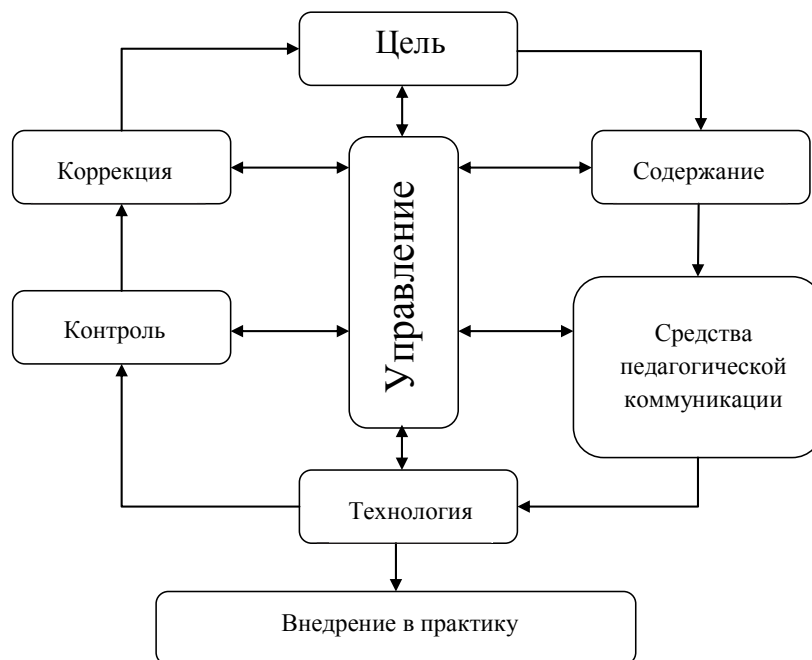 Цель
Коррекция
Содержание
Управление
Контроль
Средства
педагогической
коммуникации
Технология
Внедрение в практику